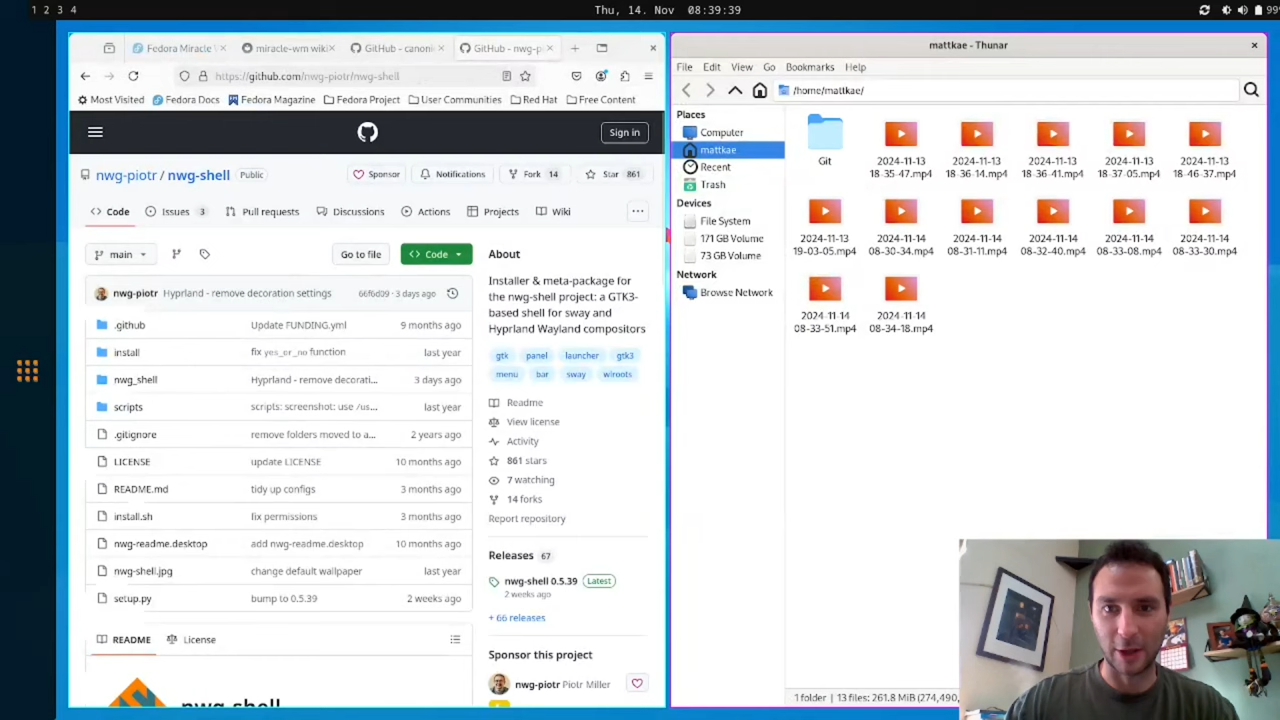 1 2 3 4
Thu, 14. Nov 08:39:39
99
Fedora Miracle
miracle-wm wiki
GitHub - canoni
GitHub - nwg-p
https://github.com/nwg-piotr/nwg-shell
Most Visited Fedora Docs Fedora Magazine Fedora Project User Communities Red Hat Free Content
Sign in
nwg-piotr / nwg-shell Public
Sponsor Notifications Fork 14 Star 861
Code Issues 3 Pull requests Discussions Actions Projects Wiki
main Go to file Code
nwg-piotr Hyprland - remove decoration settings 66f6d09 · 3 days ago
.github Update FUNDING.yml 9 months ago
install fix yes_or_no function last year
nwg_shell Hyprland - remove decorati... 3 days ago
scripts scripts: screenshot: use /us... last year
.gitignore remove folders moved to a... 2 years ago
LICENSE update LICENSE 10 months ago
README.md tidy up configs 3 months ago
install.sh fix permissions 3 months ago
nwg-readme.desktop add nwg-readme.desktop 10 months ago
nwg-shell.jpg change default wallpaper last year
setup.py bump to 0.5.39 2 weeks ago
README License
nwg-shell
About
Installer & meta-package for
the nwg-shell project: a GTK3-
based shell for sway and
Hyprland Wayland compositors
gtk panel launcher gtk3
menu bar sway wlroots
Readme
View license
Activity
861 stars
7 watching
14 forks
Report repository
Releases 67
nwg-shell 0.5.39 Latest
2 weeks ago
+ 66 releases
Sponsor this project
nwg-piotr Piotr Miller
mattkae - Thunar
File Edit View Go Bookmarks Help
/home/mattkae/
Places
Computer
mattkae
Recent
Trash
Devices
File System
171 GB Volume
73 GB Volume
Network
Browse Network
Git
2024-11-13
18-35-47.mp4
2024-11-13
18-36-14.mp4
2024-11-13
18-36-41.mp4
2024-11-13
18-37-05.mp4
2024-11-13
18-46-37.mp4
2024-11-13
19-03-05.mp4
2024-11-14
08-30-34.mp4
2024-11-14
08-31-11.mp4
2024-11-14
08-32-40.mp4
2024-11-14
08-33-08.mp4
2024-11-14
08-33-30.mp4
2024-11-14
08-33-51.mp4
2024-11-14
08-34-18.mp4
1 folder | 13 files: 261.8 MiB (274,490,